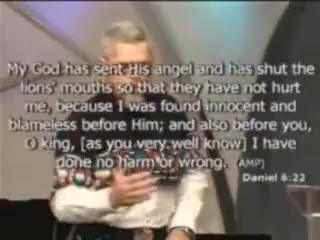 My God has sent His angel and has shut the
lions' mouths so that they have not hurt
me, because I was found innocent and
blameless before Him; and also before you,
O king, [as you very well know] I have
done no harm or wrong. (AMP)
Daniel 6:22